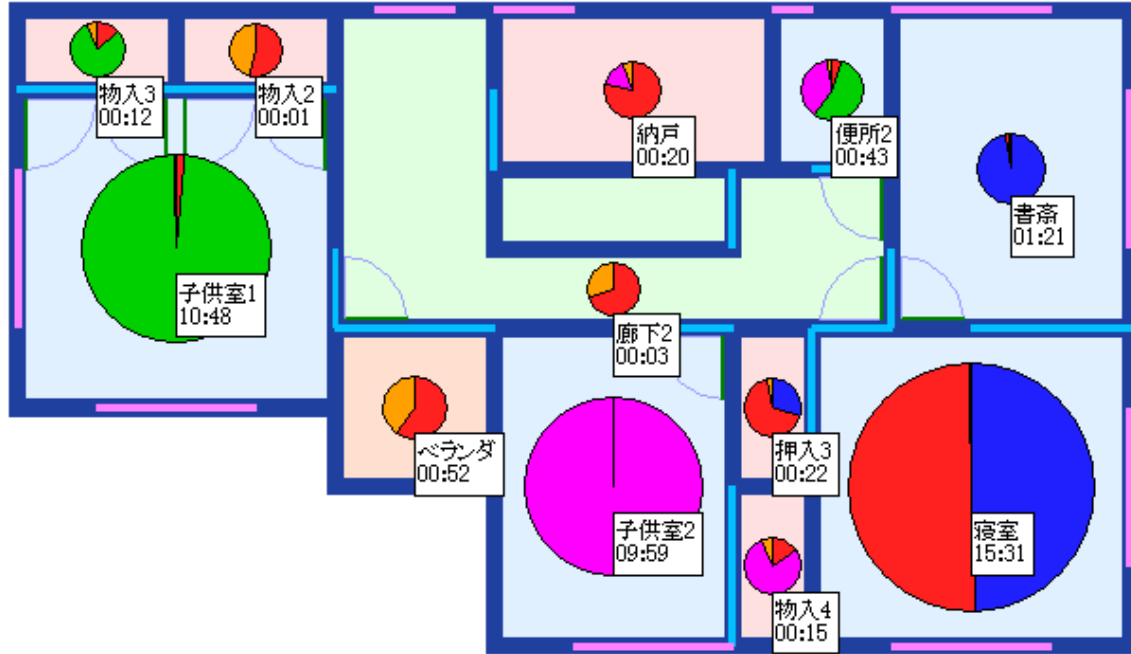 物入3
00:12
物入2
00:01
納戸
00:20
便所2
00:43
書斎
01:21
子供室1
10:48
廊下2
00:03
ベランダ
00:52
押入3
00:22
子供室2
09:59
寝室
15:31
物入4
00:15